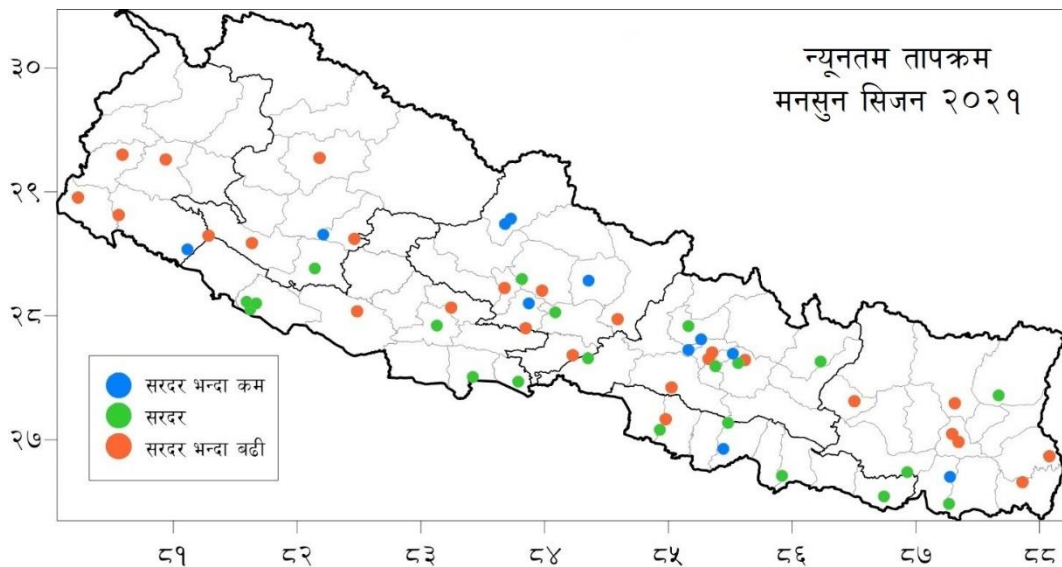 न्यूनतम तापक्रम
मनसुन सिजन २०२१
३०
२९
२८
२७
सरदर भन्दा कम
सरदर
सरदर भन्दा बढी
८१ ८२ ८३ ८४ ८५ ८६ ८७ ८८